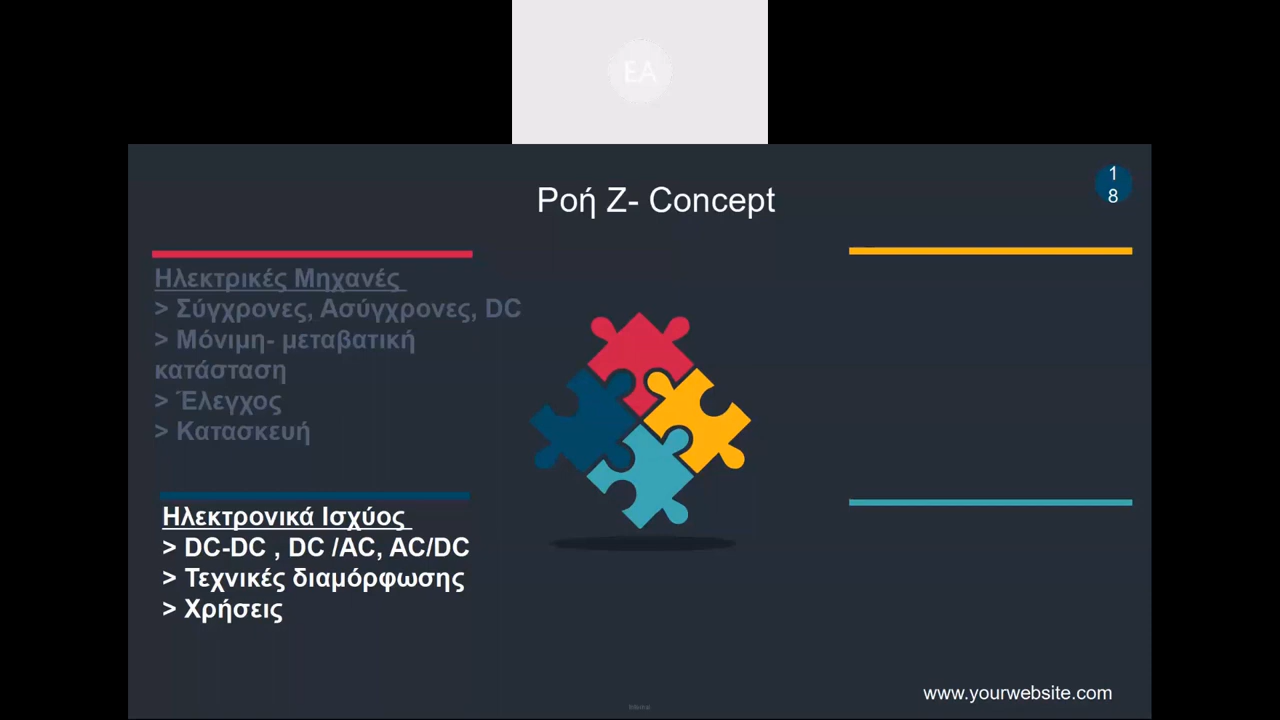 EA
Ροή Ζ- Concept
1
8
Ηλεκτρικές Μηχανές
> Σύγχρονες, Ασύγχρονες, DC
> Μόνιμη- μεταβατική
κατάσταση
> Έλεγχος
> Κατασκευή
Ηλεκτρονικά Ισχύος
> DC-DC , DC /AC, AC/DC
> Τεχνικές διαμόρφωσης
> Χρήσεις
www.yourwebsite.com